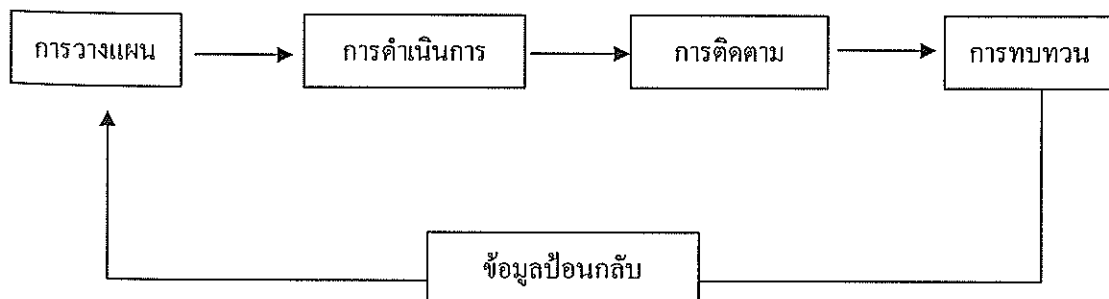 การวางแผน
การดำเนินการ
การติดตาม
การทบทวน
ข้อมูลป้อนกลับ